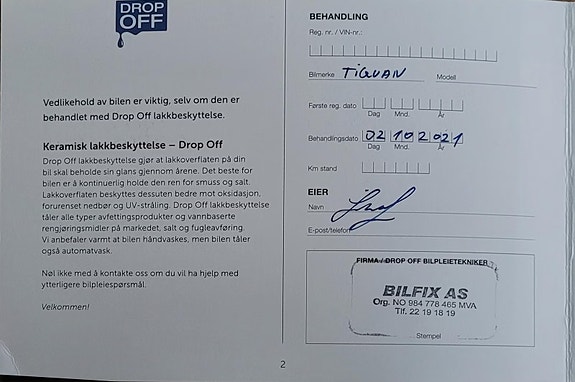 DROP
OFF
Vedlikehold av bilen er viktig, selv om den er
behandlet med Drop Off lakkbeskyttelse.
Keramisk lakkbeskyttelse – Drop Off
Drop Off lakkbeskyttelse gjør at lakkoverflaten på din
bil skal beholde sin glans gjennom årene. Det beste for
bilen er å kontinuerlig holde den ren for smuss og salt.
Lakkoverflaten beskyttes dessuten bedre mot oksidasjon,
forurenset nedbør og UV-stråling. Drop Off lakkbeskyttelse
tåler alle typer avfettingsprodukter og vannbaserte
rengjøringsmidler på markedet, salt og fugleavføring.
Vi anbefaler varmt at bilen håndvaskes, men bilen tåler
også automatvask.
Nøl ikke med å kontakte oss om du vil ha hjelp med
ytterligere bilpleiespørsmål.
Velkommen!
BEHANDLING
Reg. nr. / VIN-nr.:
Bilmerke TIGUAN Modell
Første reg. dato
Dag Mnd. År
Behandlingsdato 02 10 2021
Dag Mnd. År
Km stand
EIER
Navn
E-post/telefon
FIRMA / DROP OFF BILPLEIETEKNIKER
BILFIX AS
Org. NO 984 778 465 MVA
Tlf. 22 19 18 19
Stempel
2